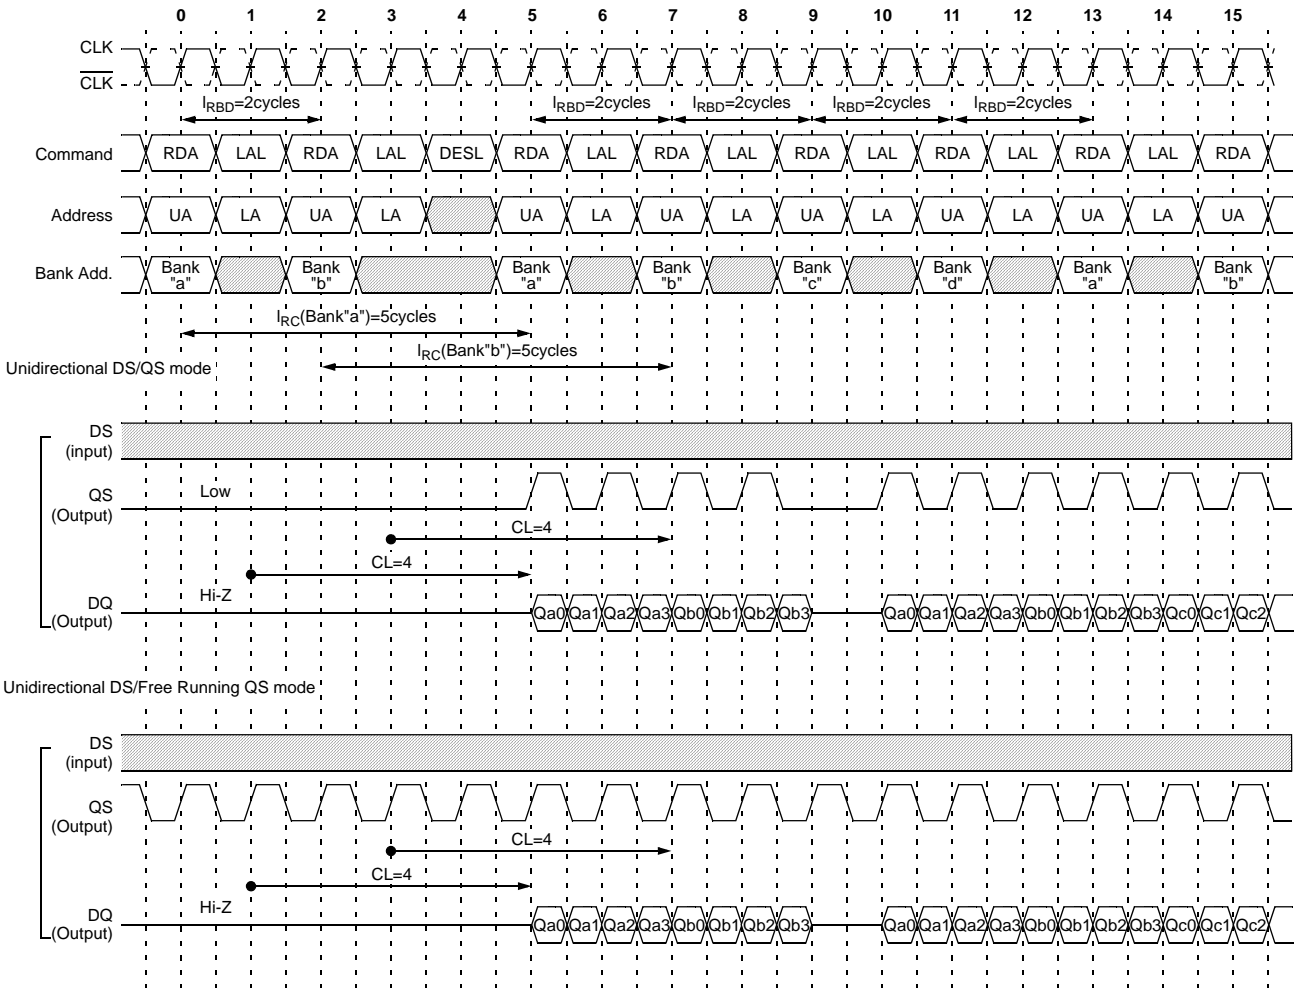 0 1 2 3 4 5 6 7 8 9 10 11 12 13 14 15
CLK
CLK
IRBD=2cycles IRBD=2cycles IRBD=2cycles IRBD=2cycles IRBD=2cycles
Command RDA LAL RDA LAL DESL RDA LAL RDA LAL RDA LAL RDA LAL RDA LAL RDA
Address UA LA UA LA UA LA UA LA UA LA UA LA UA LA UA
Bank Add. Bank "a" Bank "b" Bank "a" Bank "b" Bank "c" Bank "d" Bank "a" Bank "b"
IRC(Bank"a")=5cycles
IRC(Bank"b")=5cycles
Unidirectional DS/QS mode
DS
(input)
QS
(Output)
Low
CL=4
CL=4
Hi-Z
DQ
(Output)
Qa0 Qa1 Qa2 Qa3 Qb0 Qb1 Qb2 Qb3 Qa0 Qa1 Qa2 Qa3 Qb0 Qb1 Qb2 Qb3 Qc0 Qc1 Qc2
Unidirectional DS/Free Running QS mode
DS
(input)
QS
(Output)
CL=4
CL=4
Hi-Z
DQ
(Output)
Qa0 Qa1 Qa2 Qa3 Qb0 Qb1 Qb2 Qb3 Qa0 Qa1 Qa2 Qa3 Qb0 Qb1 Qb2 Qb3 Qc0 Qc1 Qc2